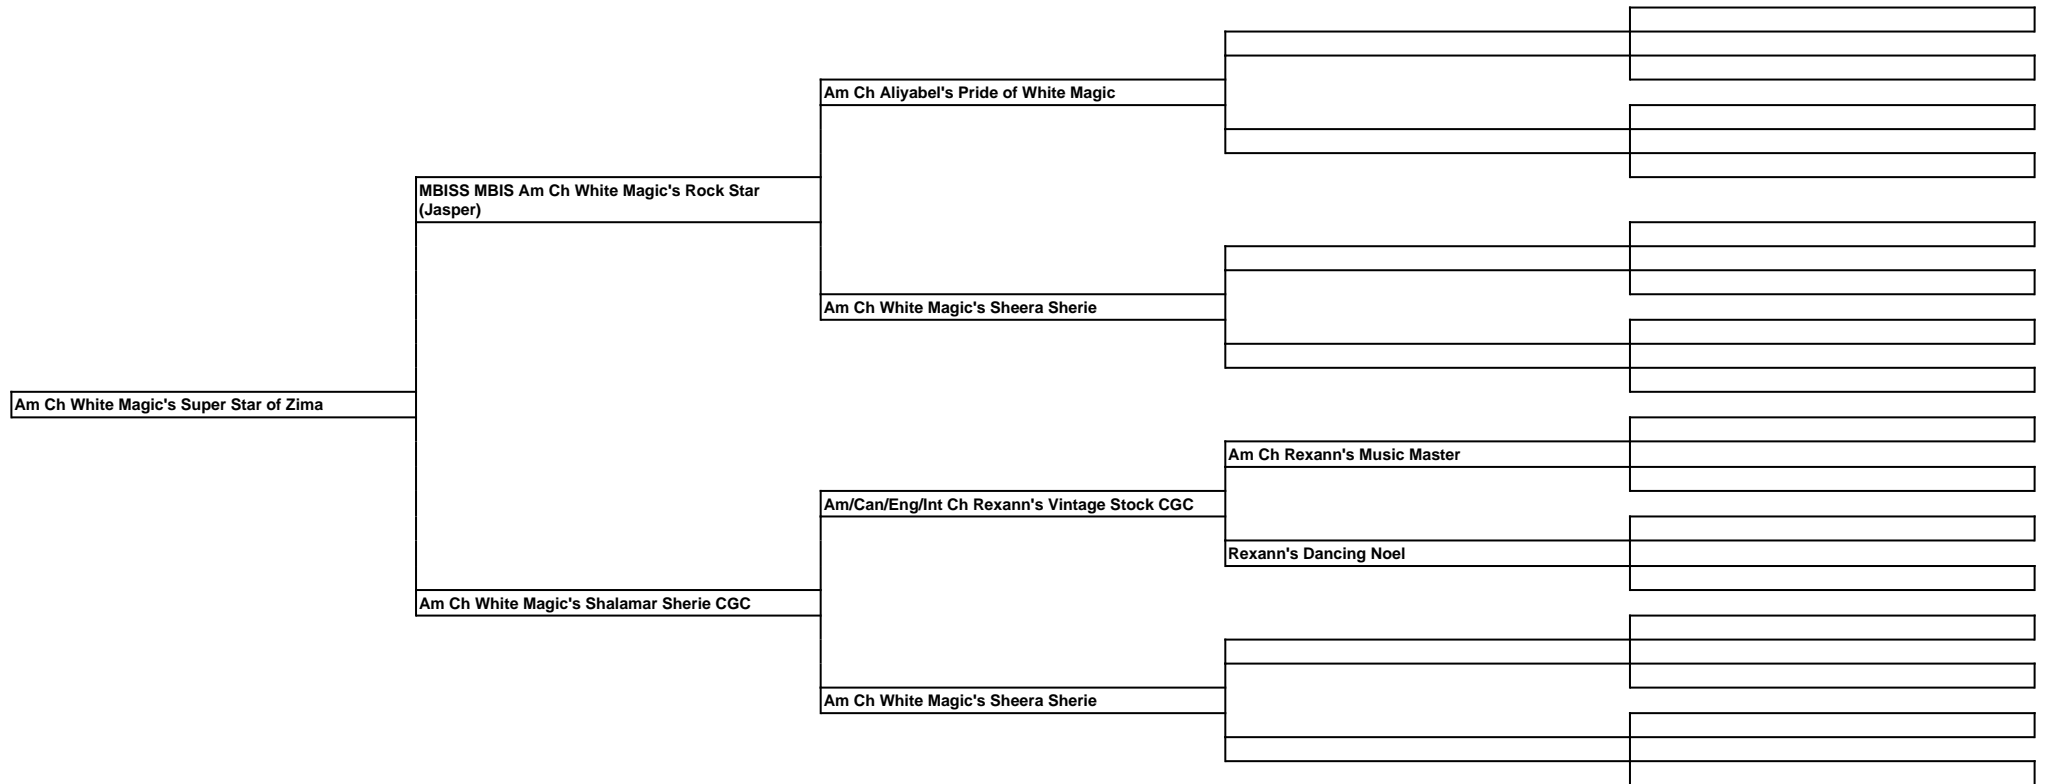 Am Ch Aliyabel's Pride of White Magic
MBISS MBIS Am Ch White Magic's Rock Star
(Jasper)
Am Ch White Magic's Sheera Sherie
Am Ch White Magic's Super Star of Zima
Am Ch Rexann's Music Master
Am/Can/Eng/Int Ch Rexann's Vintage Stock CGC
Rexann's Dancing Noel
Am Ch White Magic's Shalamar Sherie CGC
Am Ch White Magic's Sheera Sherie